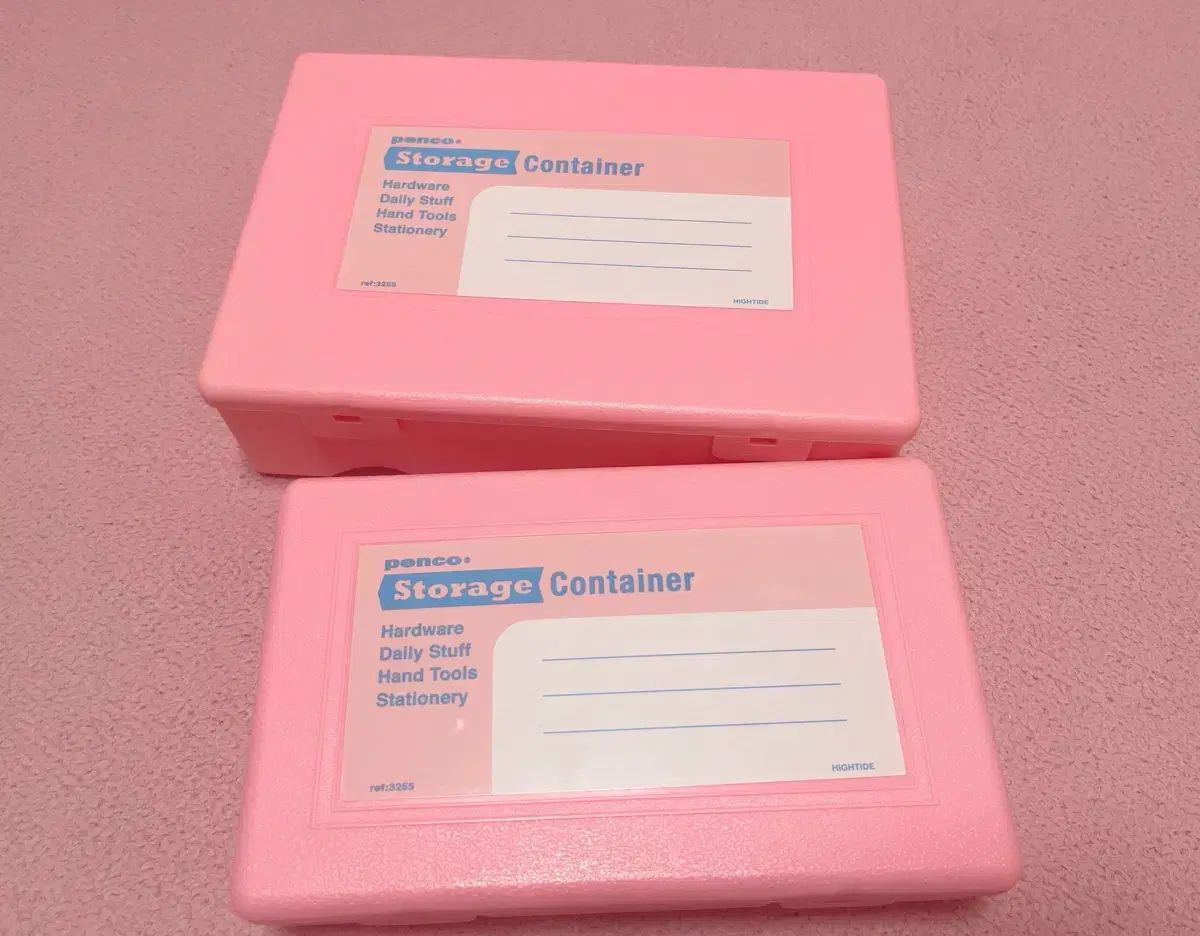 penco®
Storage Container
Hardware
Daily Stuff
Hand Tools
Stationery
ref:3255
HIGHTIDE
penco®
Storage Container
Hardware
Daily Stuff
Hand Tools
Stationery
ref:3255
HIGHTIDE